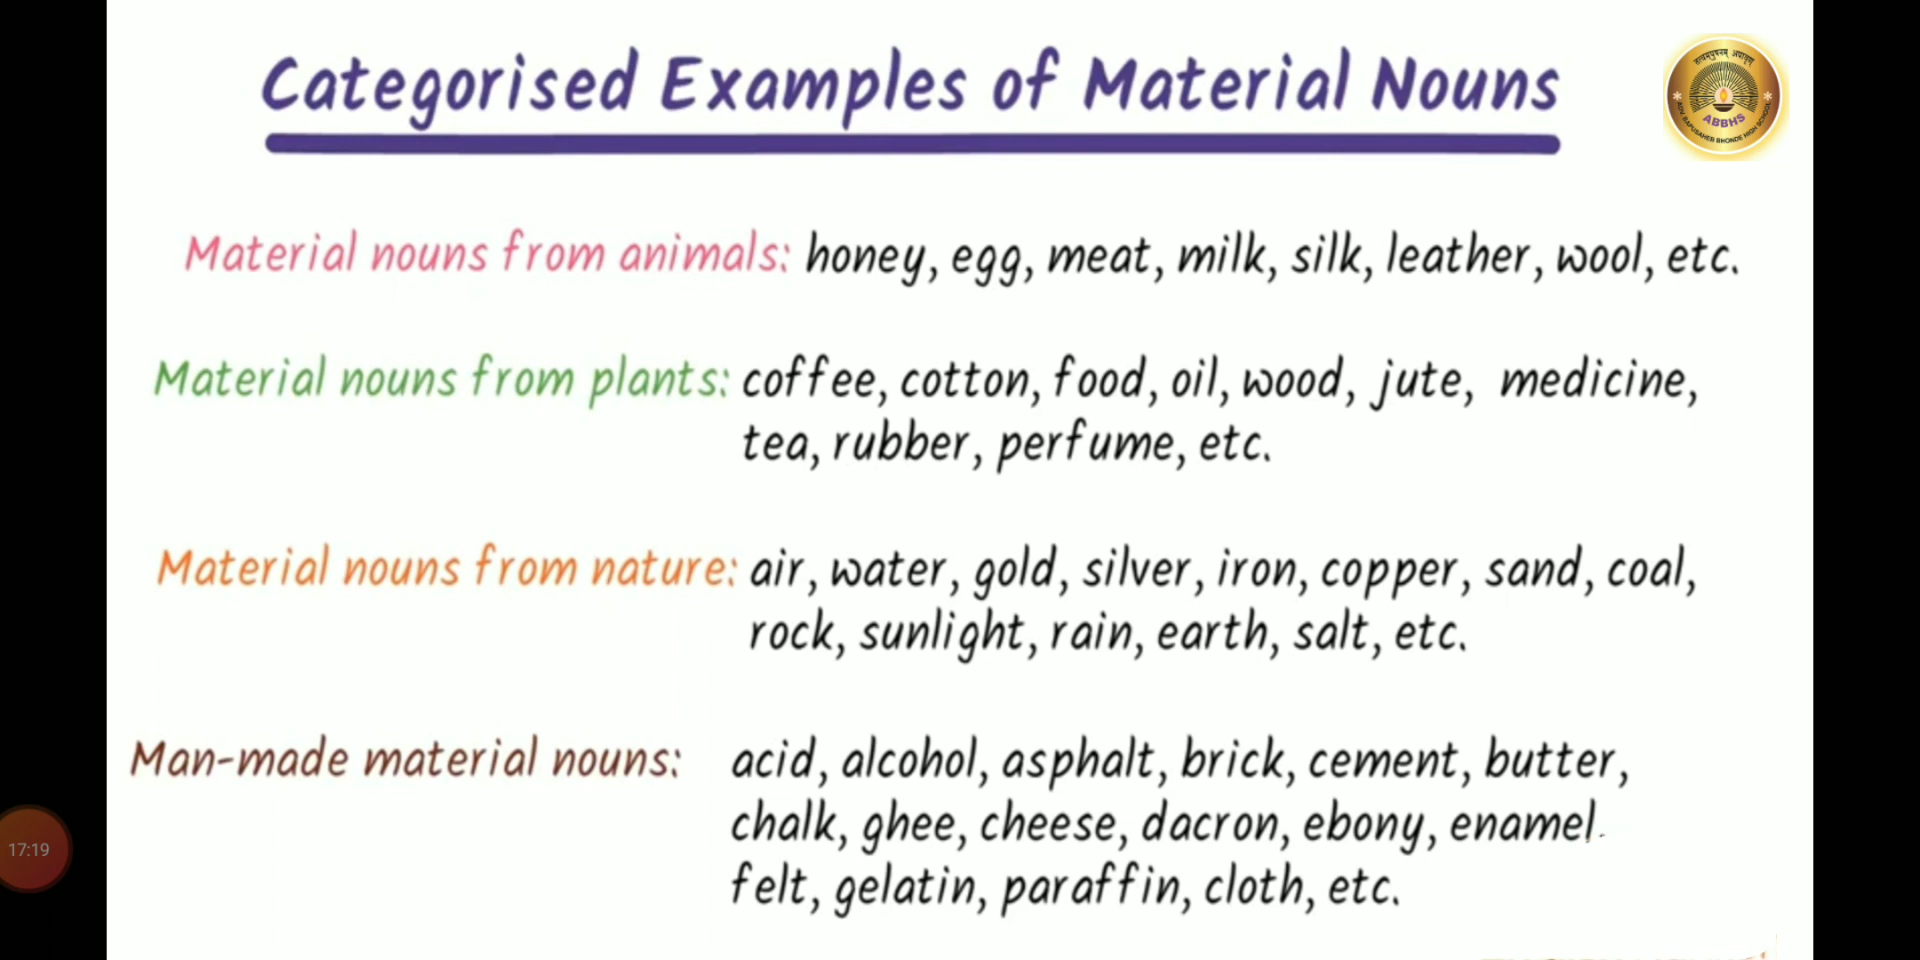 Categorised Examples of Material Nouns
ABBHS
Material nouns from animals: honey, egg, meat, milk, silk, leather, wool, etc.
Material nouns from plants: coffee, cotton, food, oil, wood, jute, medicine,
tea, rubber, perfume, etc.
Material nouns from nature: air, water, gold, silver, iron, copper, sand, coal,
rock, sunlight, rain, earth, salt, etc.
Man-made material nouns: acid, alcohol, asphalt, brick, cement, butter,
chalk, ghee, cheese, dacron, ebony, enamel
felt, gelatin, paraffin, cloth, etc.
17:19